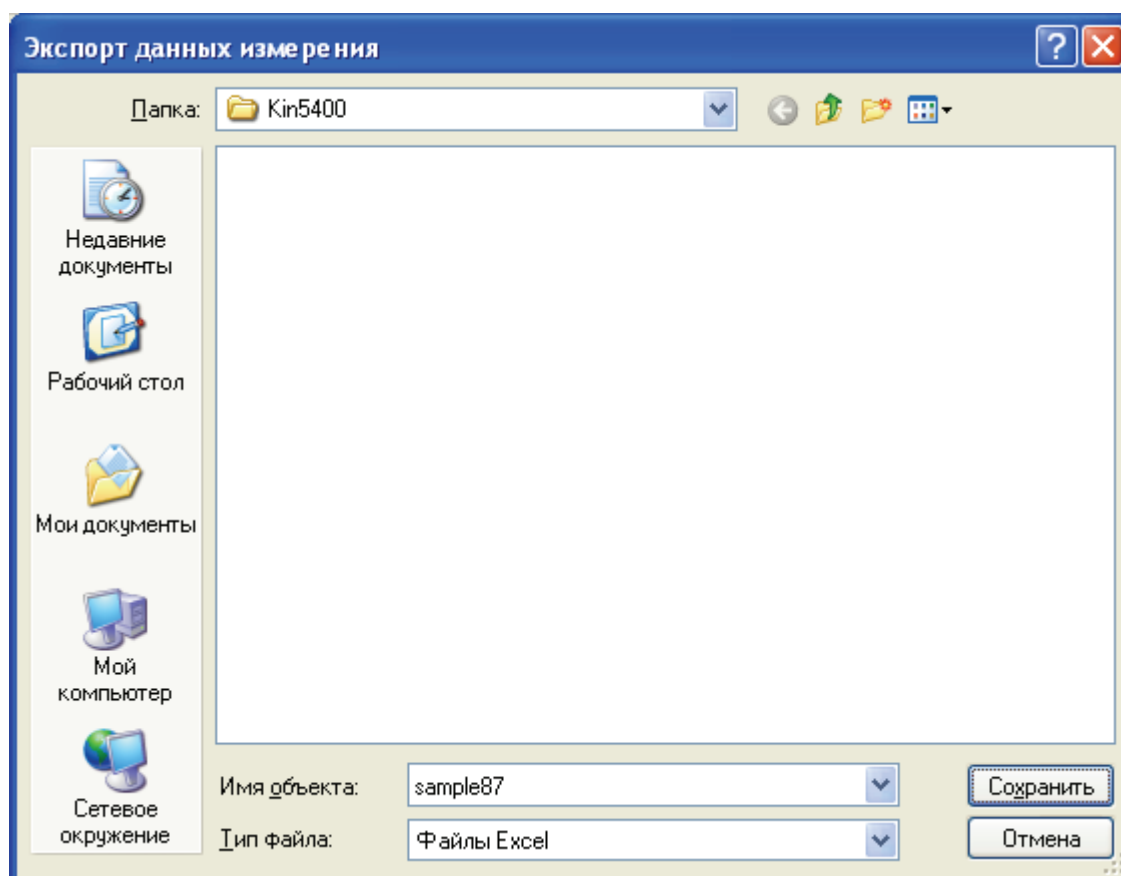 Экспорт данных измерения
Папка: Kin5400
Недавние
документы
Рабочий стол
Мои документы
Мой
компьютер
Сетевое
окружение
Имя объекта: sample87
Сохранить
Тип файла: Файлы Excel
Отмена